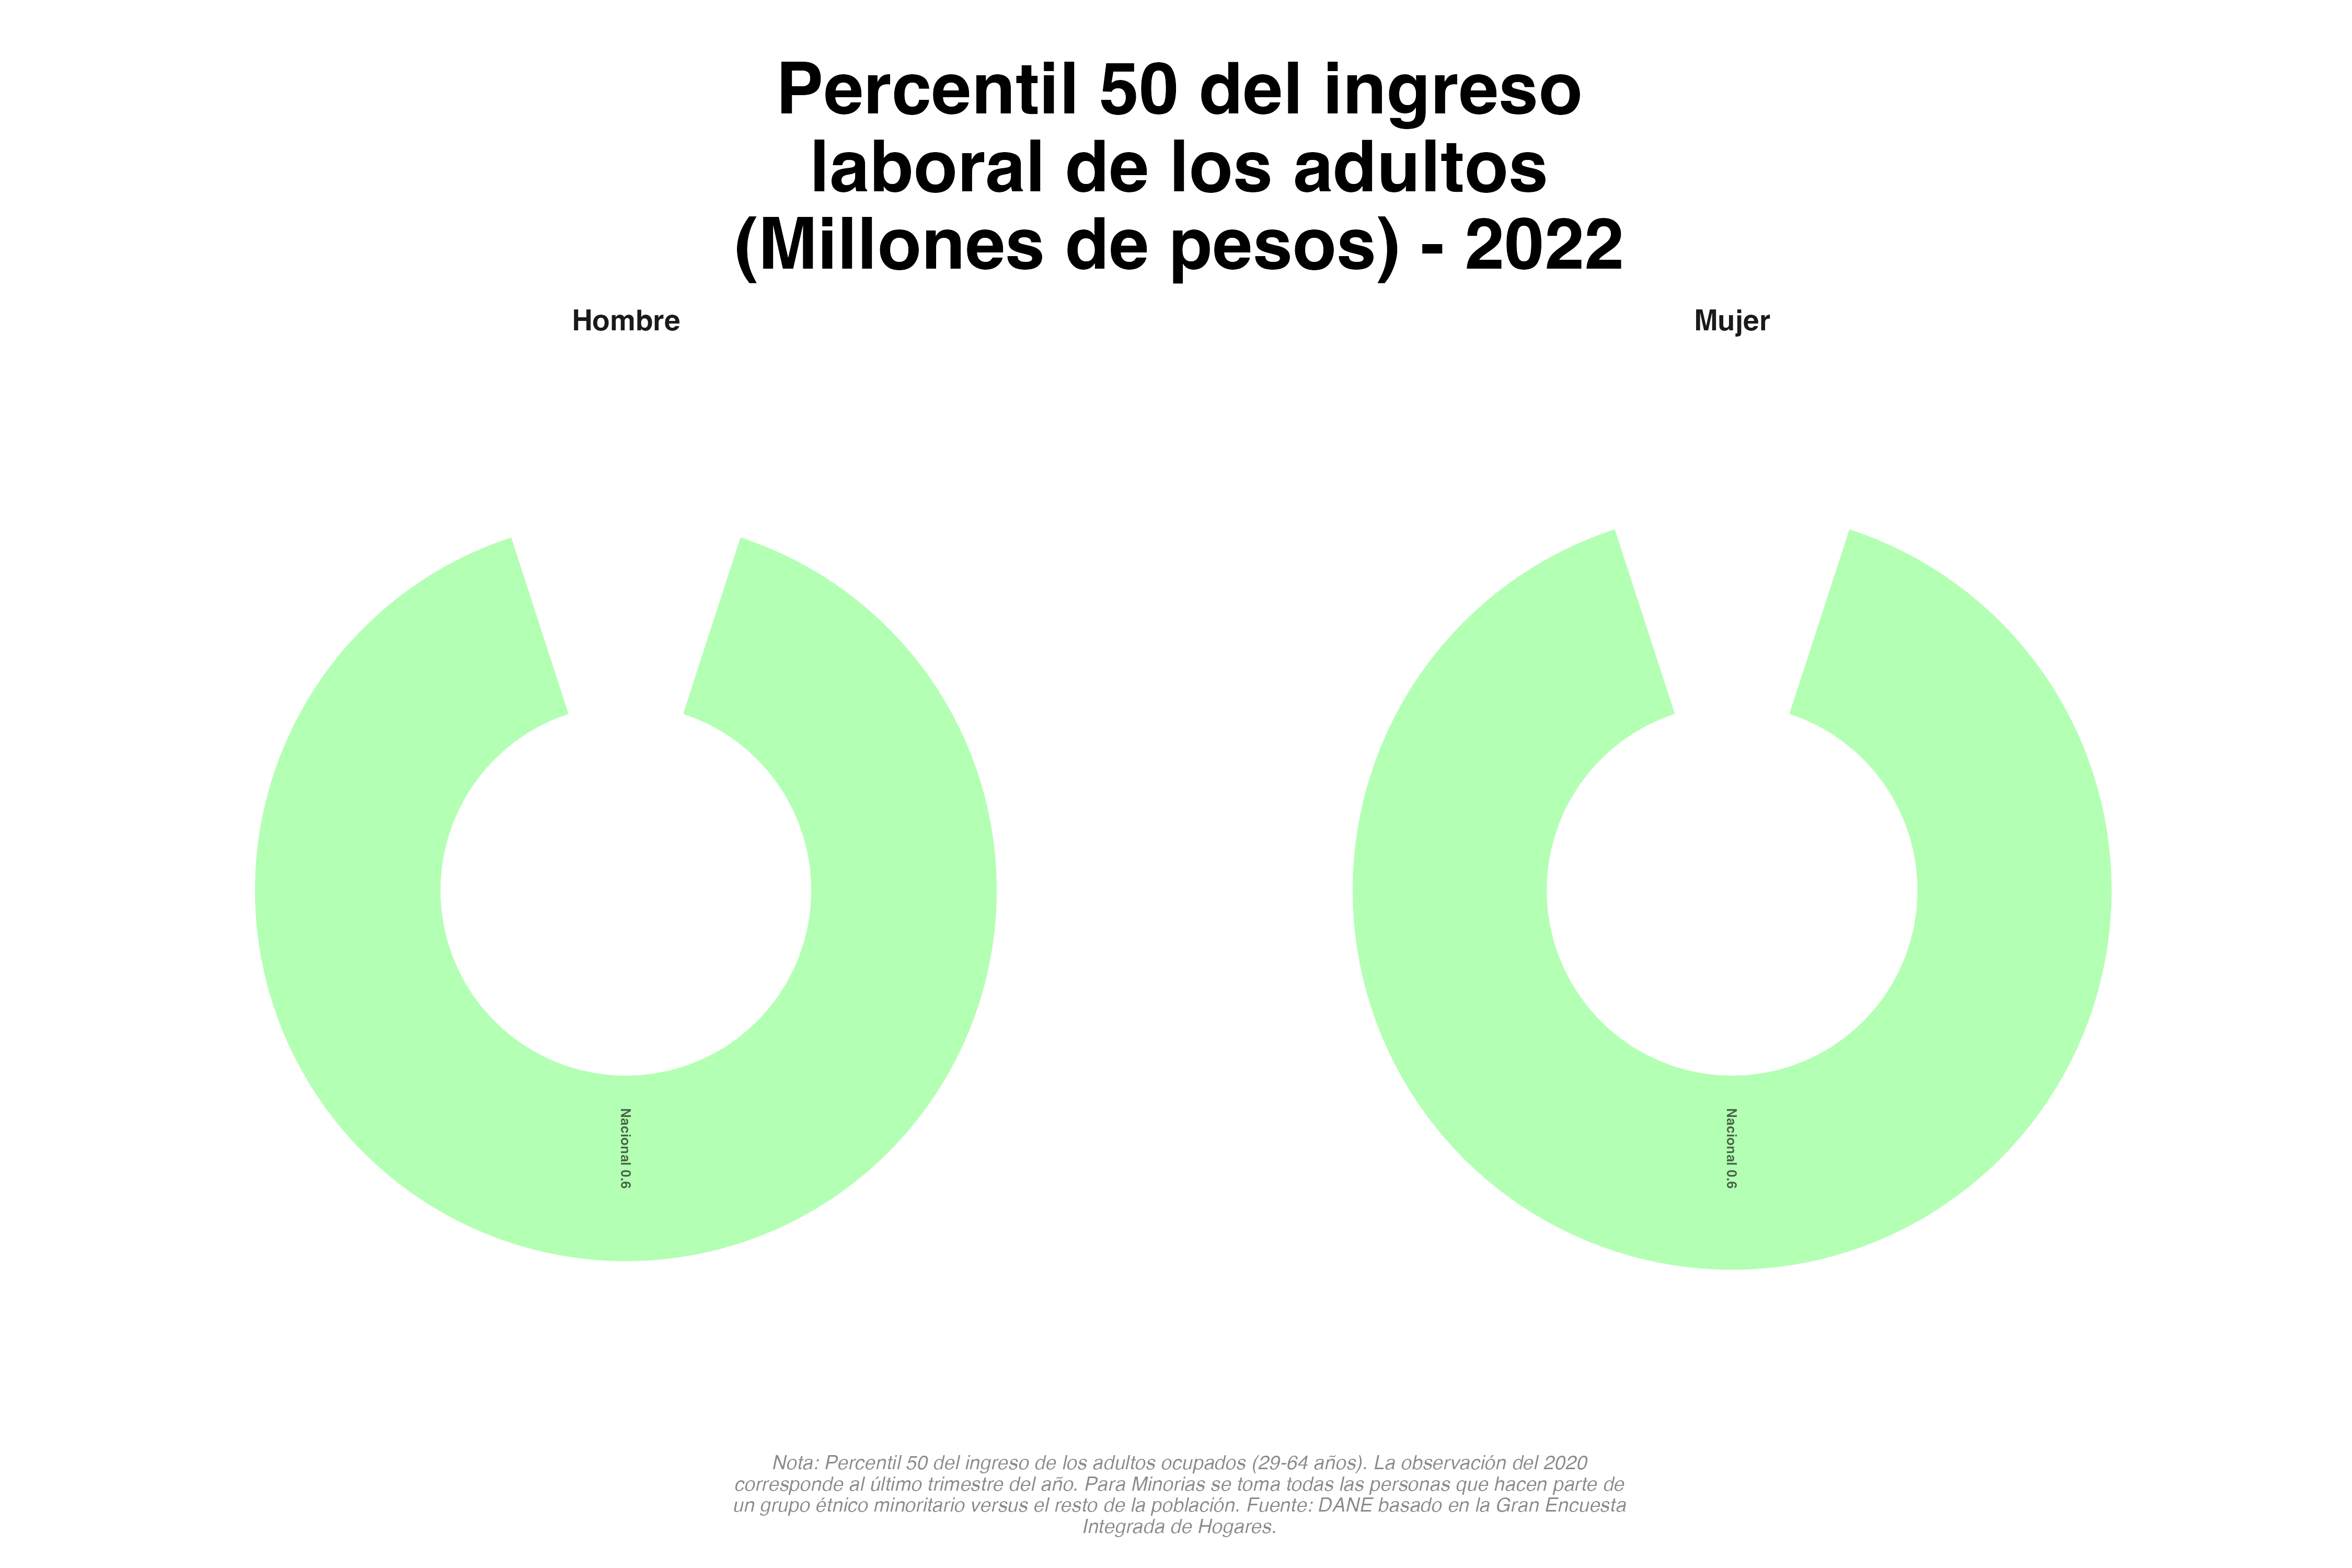 Percentil 50 del ingreso
laboral de los adultos
(Millones de pesos) - 2022
Hombre
Mujer
Nacional 0.6
Nacional 0.6
Nota: Percentil 50 del ingreso de los adultos ocupados (29-64 años). La observación del 2020
corresponde al último trimestre del año. Para Minorias se toma todas las personas que hacen parte de
un grupo étnico minoritario versus el resto de la población. Fuente: DANE basado en la Gran Encuesta
Integrada de Hogares.